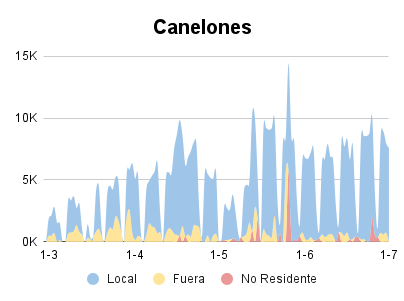 Canelones
15K
10K
5K
0K
1-3 1-4 1-5 1-6 1-7
Local Fuera No Residente